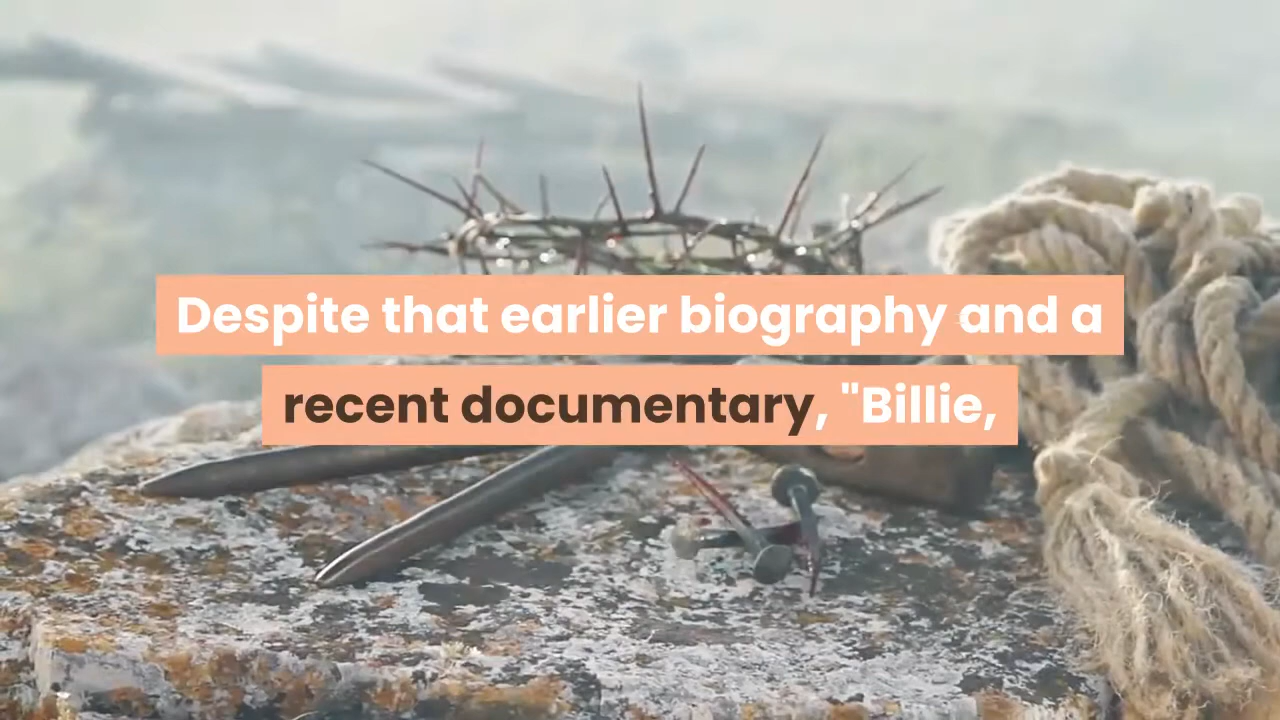 Despite that earlier biography and a
recent documentary, "Billie,